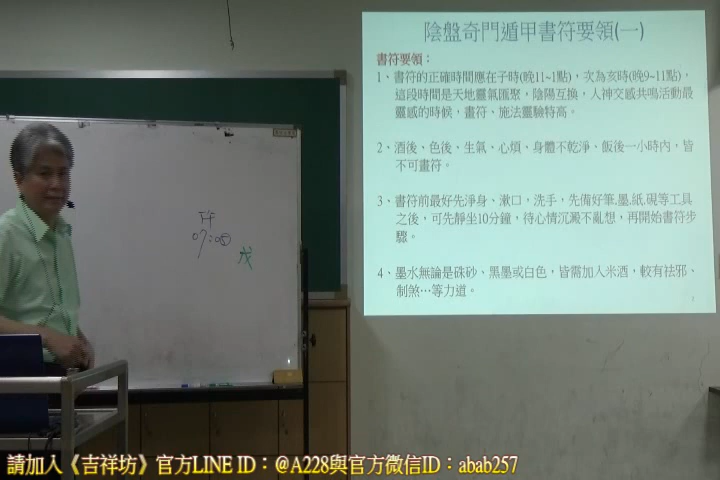 陰盤奇門遁甲書符要領(一)
書符要領：
1、書符的正確時間應在子時(晚11~1點)，次為亥時(晚9~11點)，
這段時間是天地靈氣匯聚，陰陽互換，人神交感共鳴活動最
靈感的時候，畫符、施法靈驗特高。
2、酒後、色後、生氣、心煩、身體不乾淨、飯後一小時內，皆
不可畫符。
3、書符前最好先淨身、漱口，洗手，先備好筆,墨,紙,硯等工具
之後，可先靜坐10分鐘，待心情沉澱不亂想，再開始書符步
驟。
4、墨水無論是硃砂、黑墨或白色，皆需加入米酒，較有祛邪、
制煞…等力道。
1
07:05
戊
請加入《吉祥坊》官方LINE ID：@A228與官方微信ID：abab257